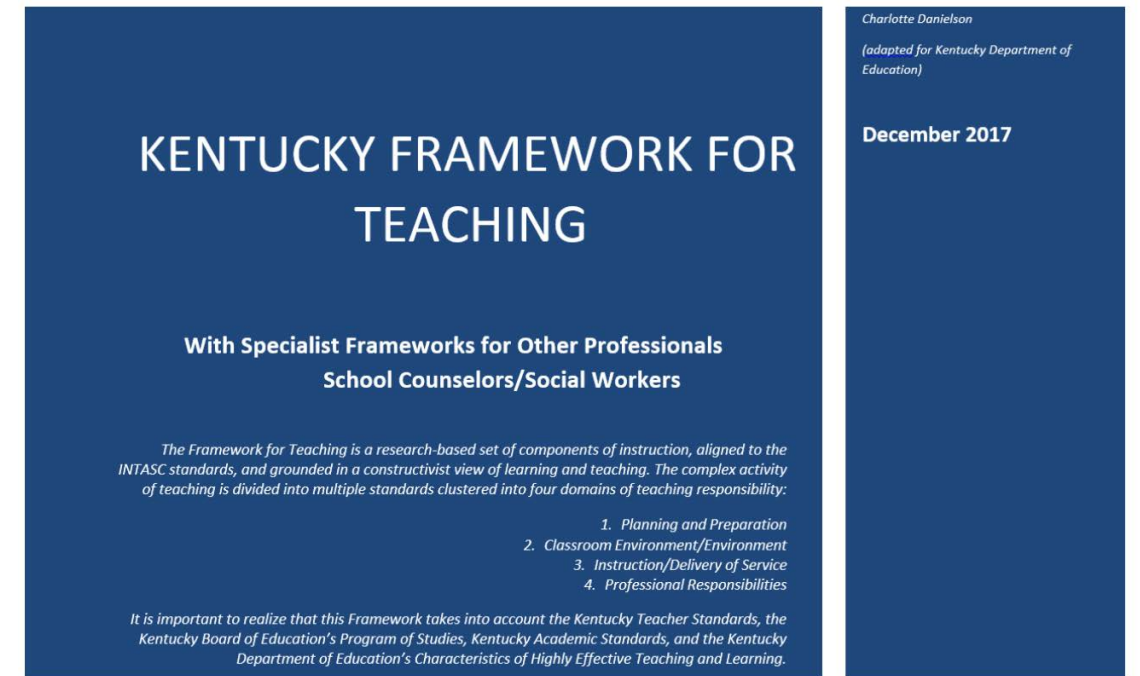 KENTUCKY FRAMEWORK FOR
TEACHING
With Specialist Frameworks for Other Professionals
School Counselors/Social Workers
The Framework for Teaching is a research-based set of components of instruction, aligned to the
INTASC standards, and grounded in a constructivist view of learning and teaching. The complex activity
of teaching is divided into multiple standards clustered into four domains of teaching responsibility:
1. Planning and Preparation
2. Classroom Environment/Environment
3. Instruction/Delivery of Service
4. Professional Responsibilities
It is important to realize that this Framework takes into account the Kentucky Teacher Standards, the
Kentucky Board of Education's Program of Studies, Kentucky Academic Standards, and the Kentucky
Department of Education's Characteristics of Highly Effective Teaching and Learning.
Charlotte Danielson
(adapted for Kentucky Department of
Education)
December 2017